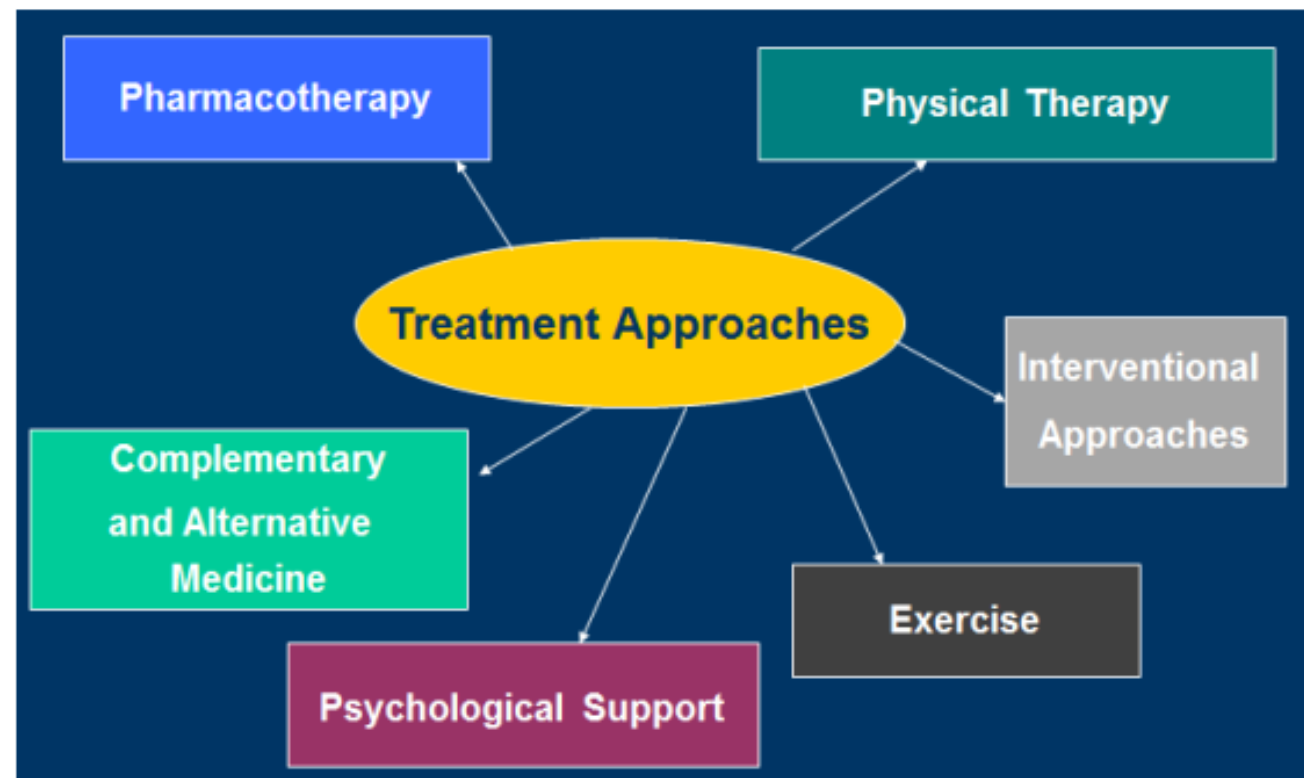 Pharmacotherapy
Physical Therapy
Treatment Approaches
Interventional
Approaches
Complementary
and Alternative
Medicine
Exercise
Psychological Support